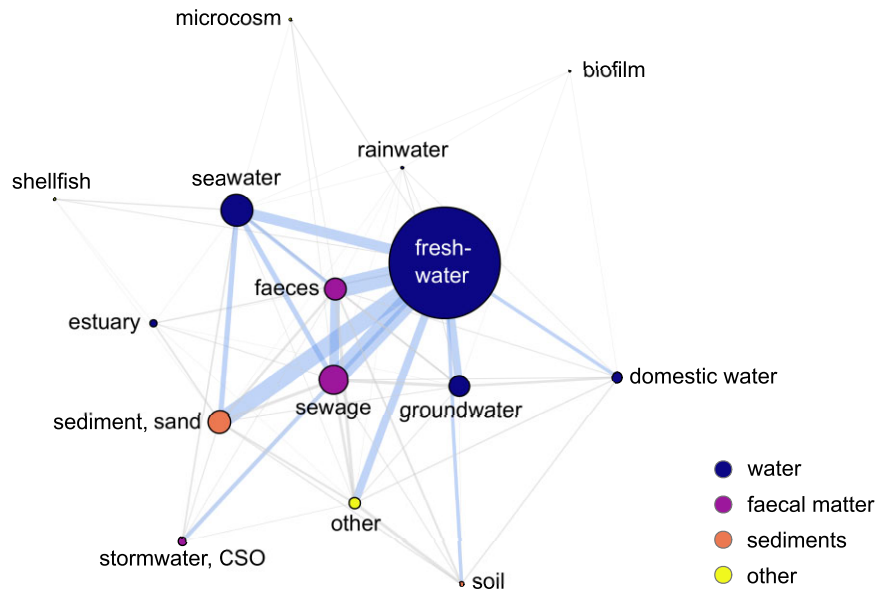 microcosm
biofilm
rainwater
shellfish
seawater
fresh-
water
faeces
estuary
domestic water
sewage
groundwater
sediment, sand
water
faecal matter
other
sediments
stormwater, CSO
soil
other